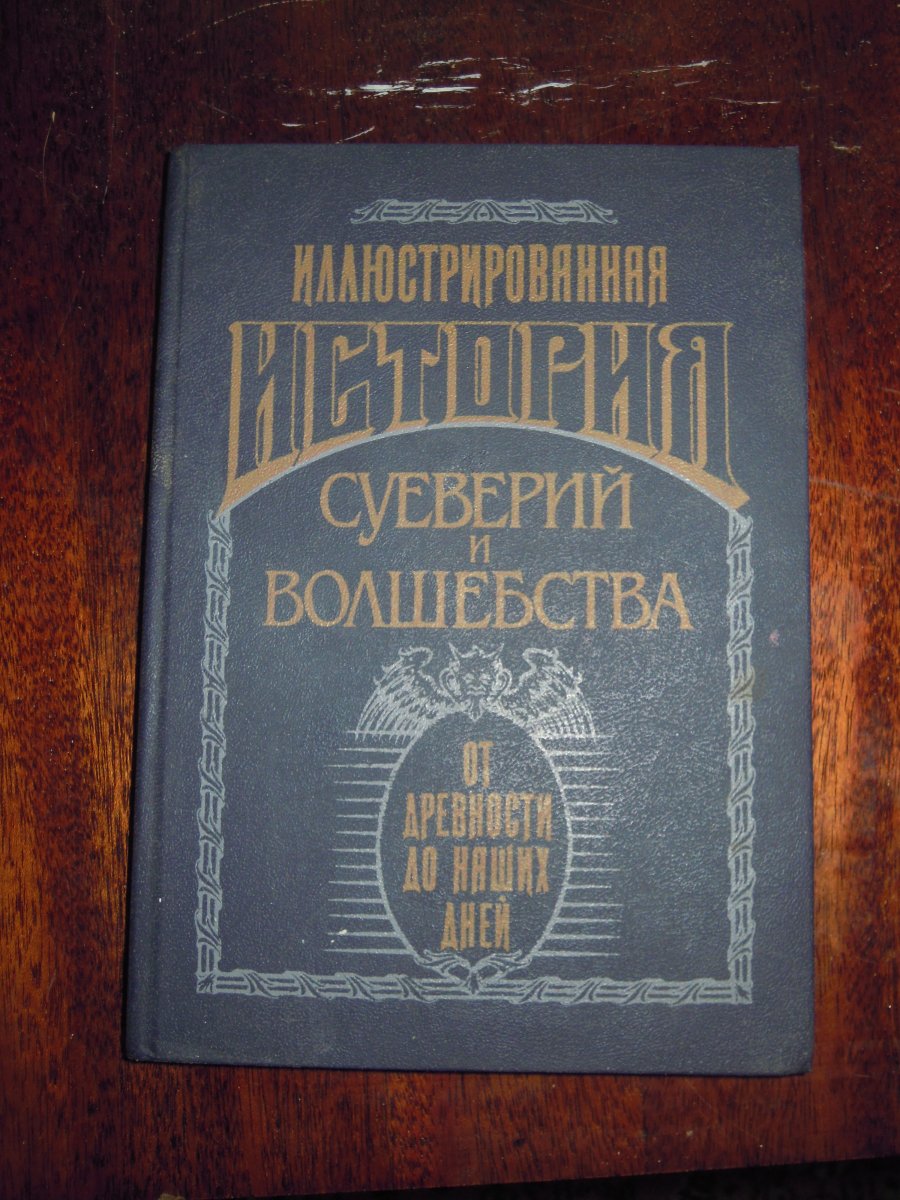 ИЛЛЮСТРИРОВАННАЯ
ИСТОРИЯ
СУЕВЕРИЙ
И
ВОЛШЕБСТВА
ОТ
ДРЕВНОСТИ
ДО НАШИХ
ДНЕЙ